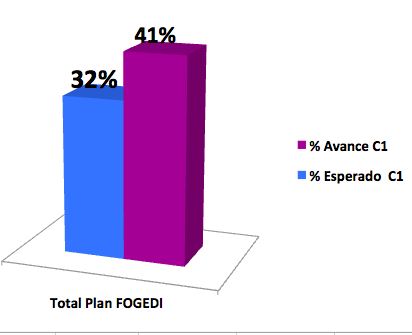 41%
32%
% Avance C1
% Esperado  C1
Total Plan FOGEDI